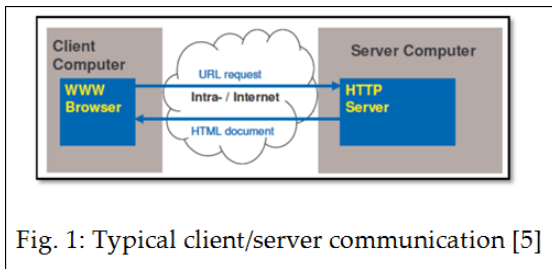 Client
Computer
WWW
Browser
URL request
Intra- / Internet
HTML document
Server Computer
HTTP
Server
Fig. 1: Typical client/server communication [5]